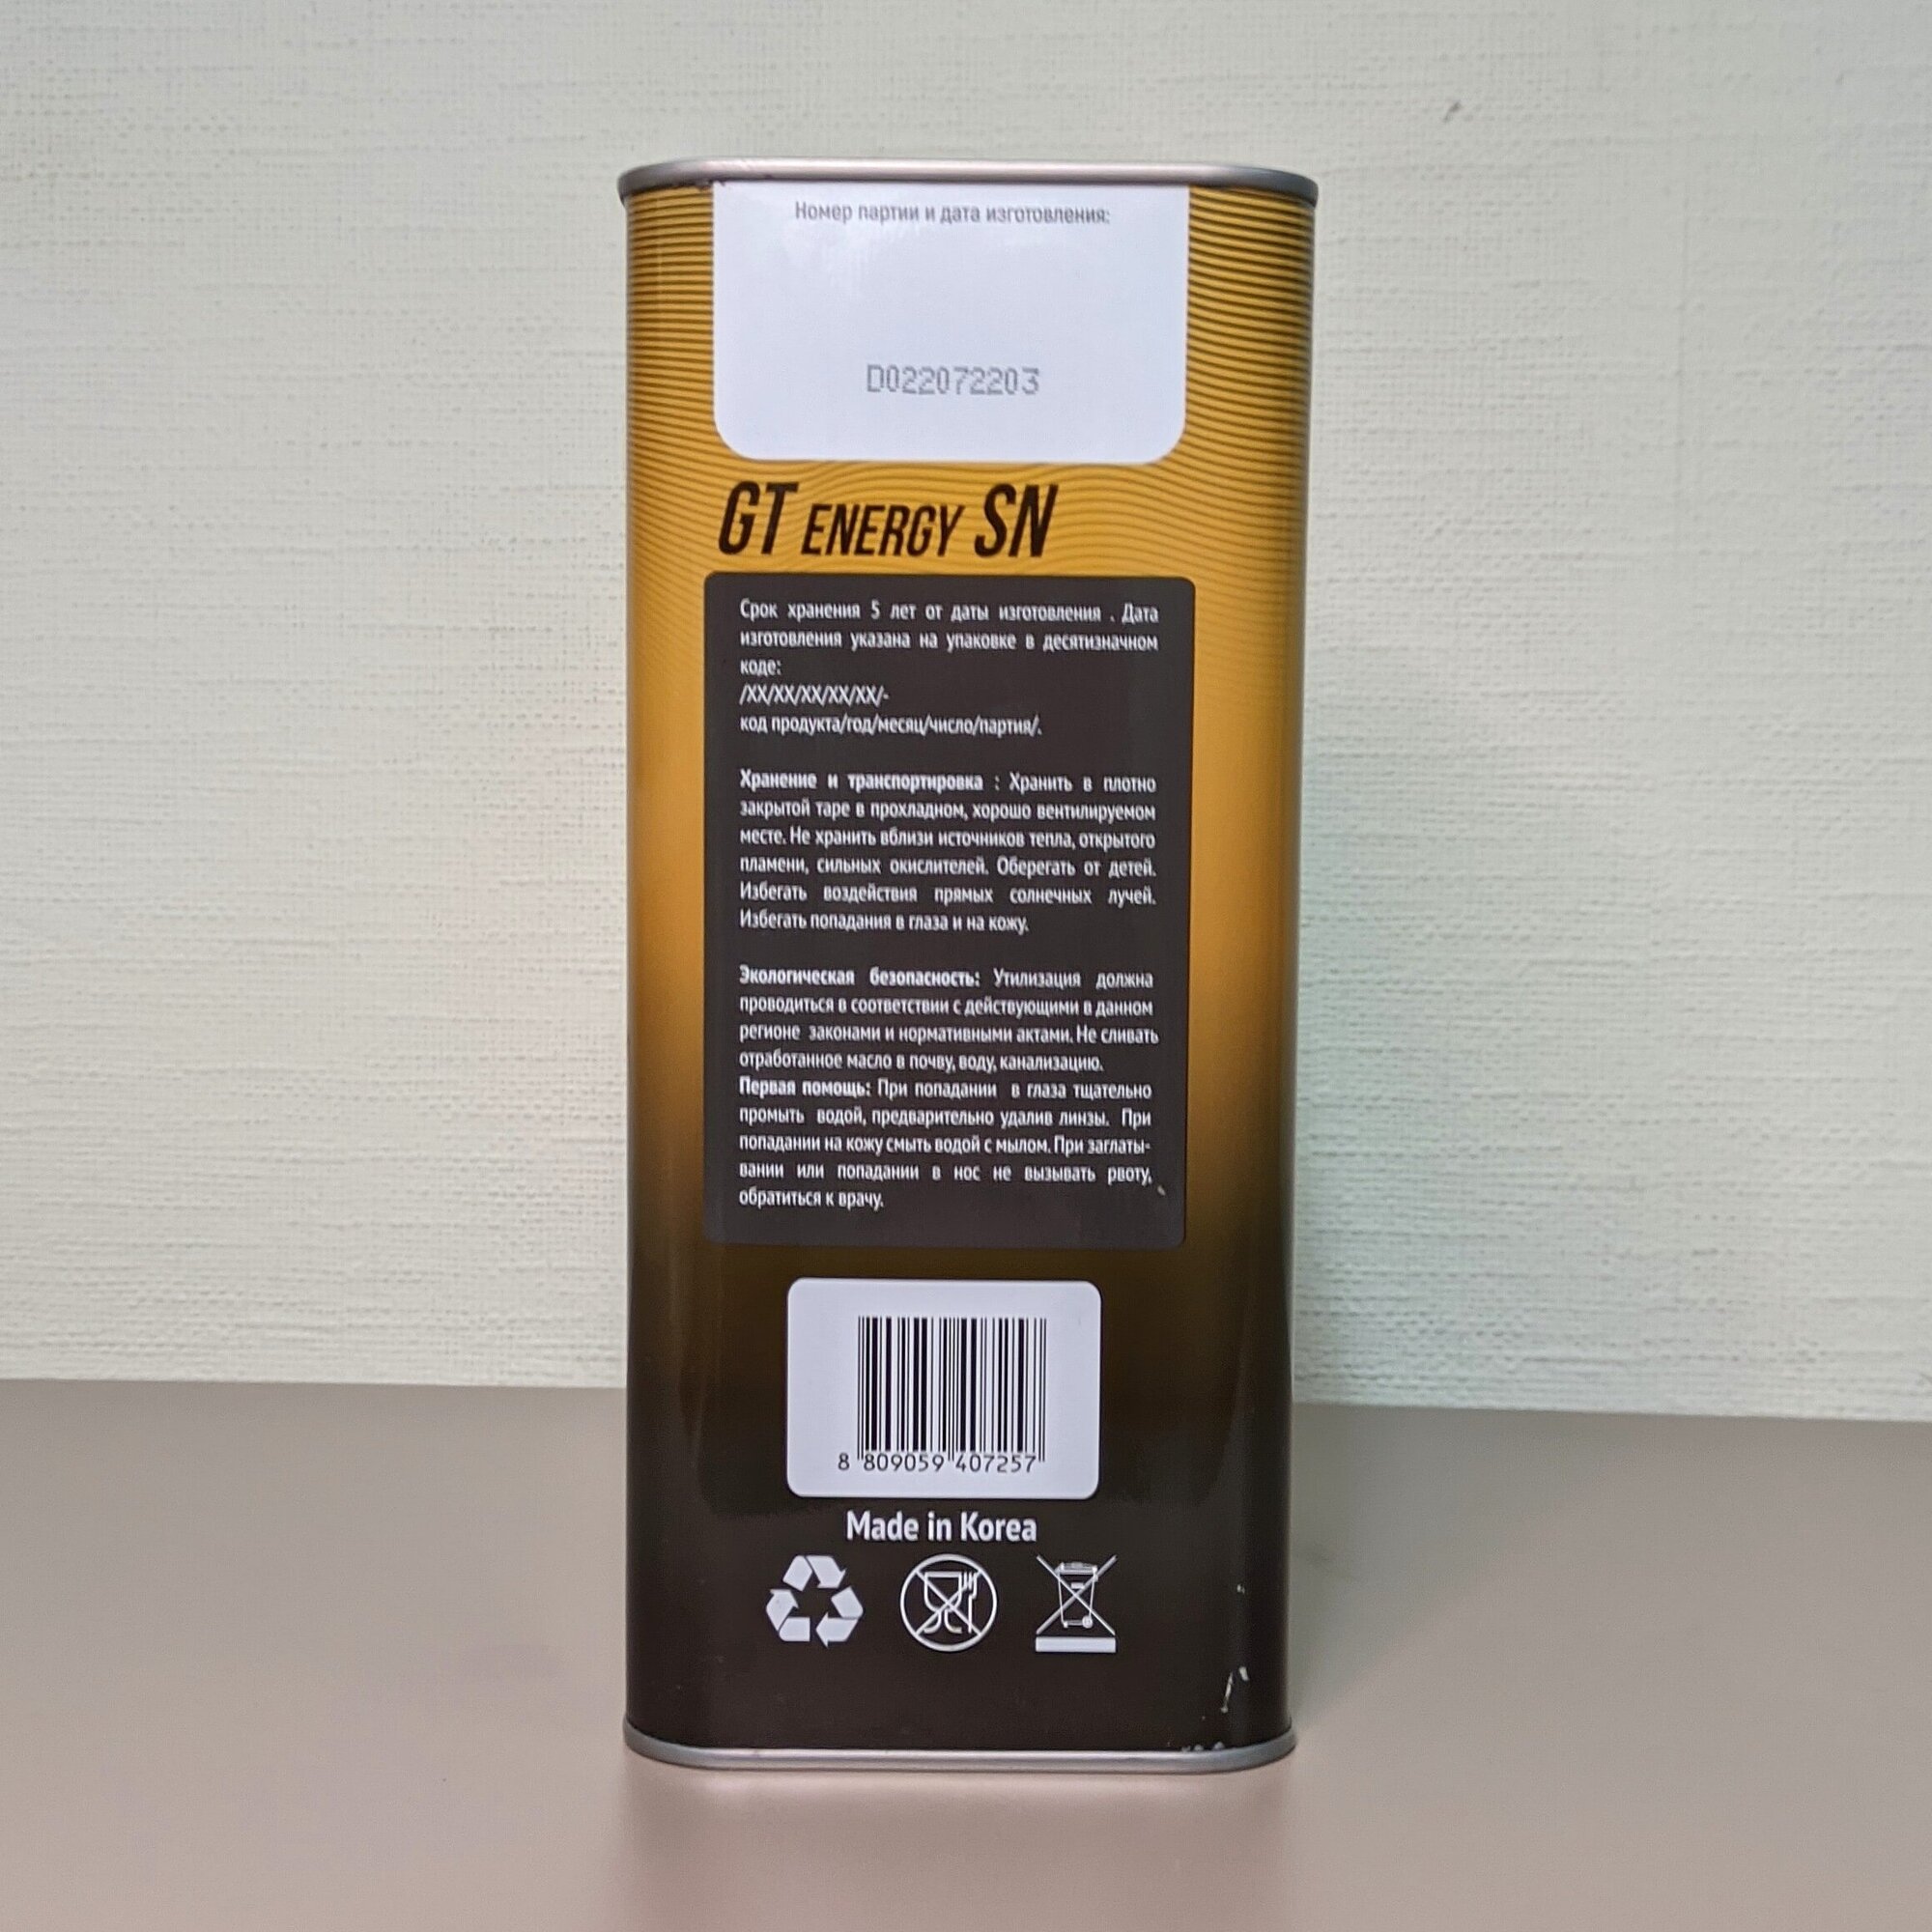 Номер партии и дата изготовления:
D022072203
GT ENERGY SN
Срок хранения 5 лет от даты изготовления . Дата
изготовления указана на упаковке в десятизначном
коде:
/XX/XX/XX/XX/XX/-
код продукта/год/месяц/число/партия/.
Хранение и транспортировка : Хранить в плотно
закрытой таре в прохладном, хорошо вентилируемом
месте. Не хранить вблизи источников тепла, открытого
пламени, сильных окислителей. Оберегать от детей.
Избегать воздействия прямых солнечных лучей.
Избегать попадания в глаза и на кожу.
Экологическая безопасность: Утилизация должна
проводиться в соответствии с действующими в данном
регионе законами и нормативными актами. Не сливать
отработанное масло в почву, воду, канализацию.
Первая помощь: При попадании в глаза тщательно
промыть водой, предварительно удалив линзы. При
попадании на кожу смыть водой с мылом. При заглаты-
вании или попадании в нос не вызывать рвоту,
обратиться к врачу.
8 809059 407257
Made in Korea